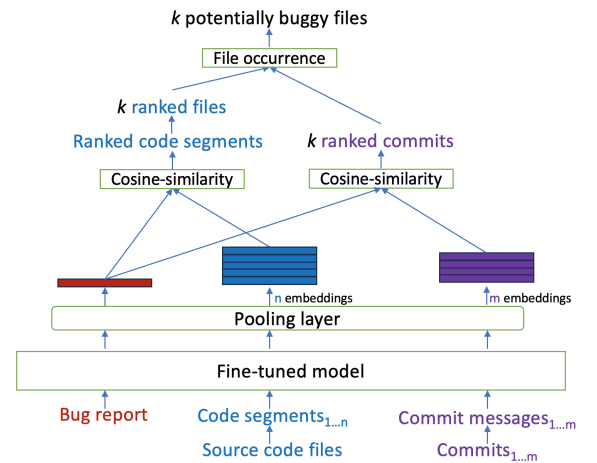 k potentially buggy files
File occurrence
k ranked files
Ranked code segments
k ranked commits
Cosine-similarity
Cosine-similarity
n embeddings
m embeddings
Pooling layer
Fine-tuned model
Bug report
Code segments1...n
Commit messages1...m
Source code files
Commits1...m